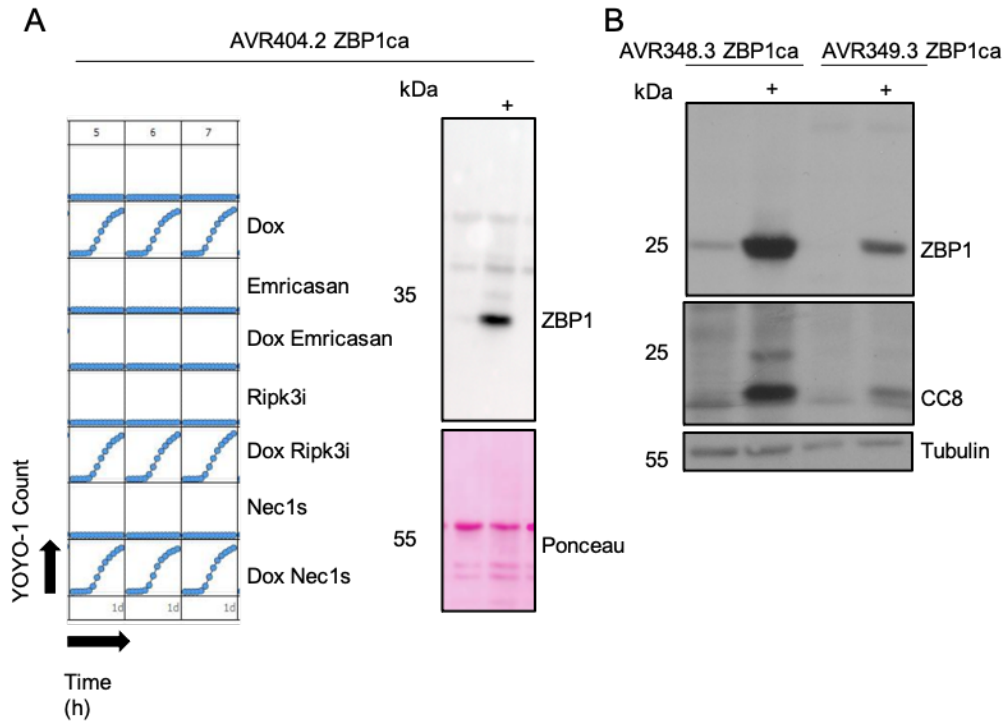 A
AVR404.2 ZBP1ca
kDa
+
5 6 7
Dox
Emricasan
Dox Emricasan
Ripk3i
Dox Ripk3i
Nec1s
Dox Nec1s
1d 1d 1d
YOYO-1 Count
Time
(h)
35
ZBP1
55
Ponceau
B
AVR348.3 ZBP1ca AVR349.3 ZBP1ca
kDa
+ +
25
ZBP1
25
CC8
55
Tubulin